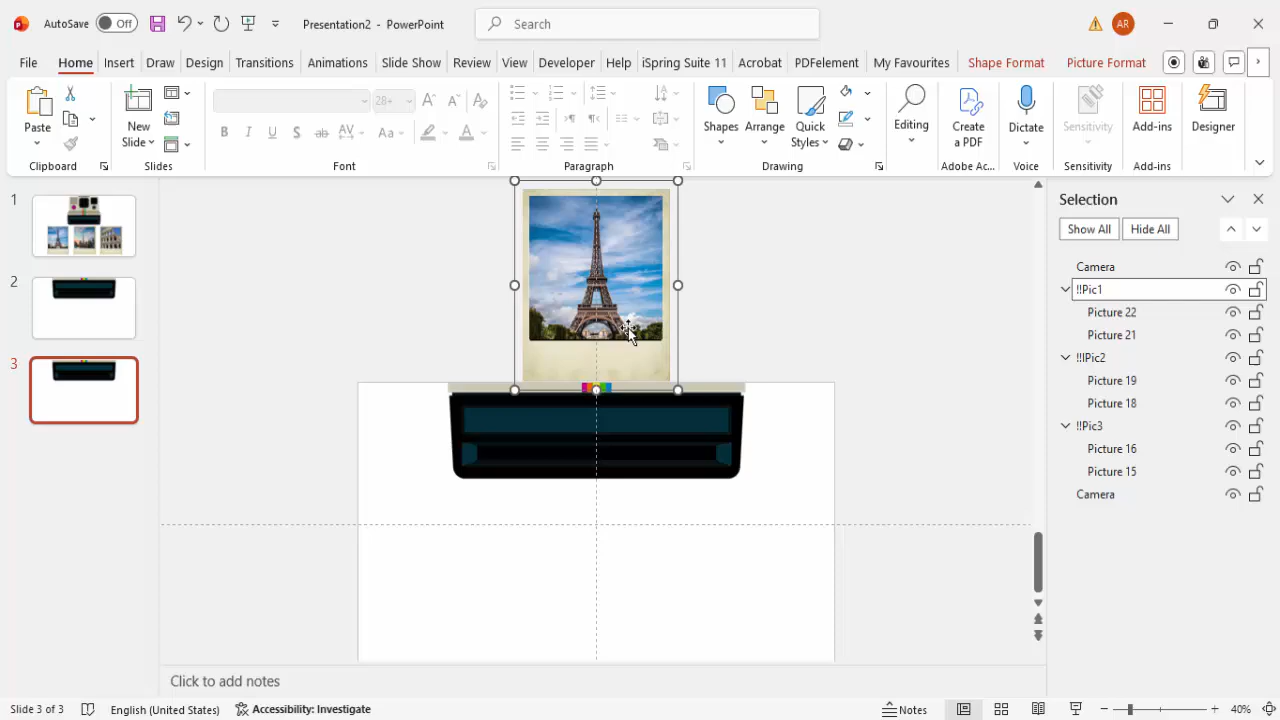 AutoSave Off Presentation2 - PowerPoint Search AR
File Home Insert Draw Design Transitions Animations Slide Show Review View Developer Help iSpring Suite 11 Acrobat PDFelement My Favourites Shape Format Picture Format
Paste New Slide 28+ Shapes Arrange Quick Styles Editing Create a PDF Dictate Sensitivity Add-ins Designer
Clipboard Slides Font Paragraph Drawing Adobe Ac... Voice Sensitivity Add-ins
1
2
3
Selection
Show All Hide All
Camera
!!Pic1
Picture 22
Picture 21
!!Pic2
Picture 19
Picture 18
!!Pic3
Picture 16
Picture 15
Camera
Click to add notes
Slide 3 of 3 English (United States) Accessibility: Investigate Notes 40%